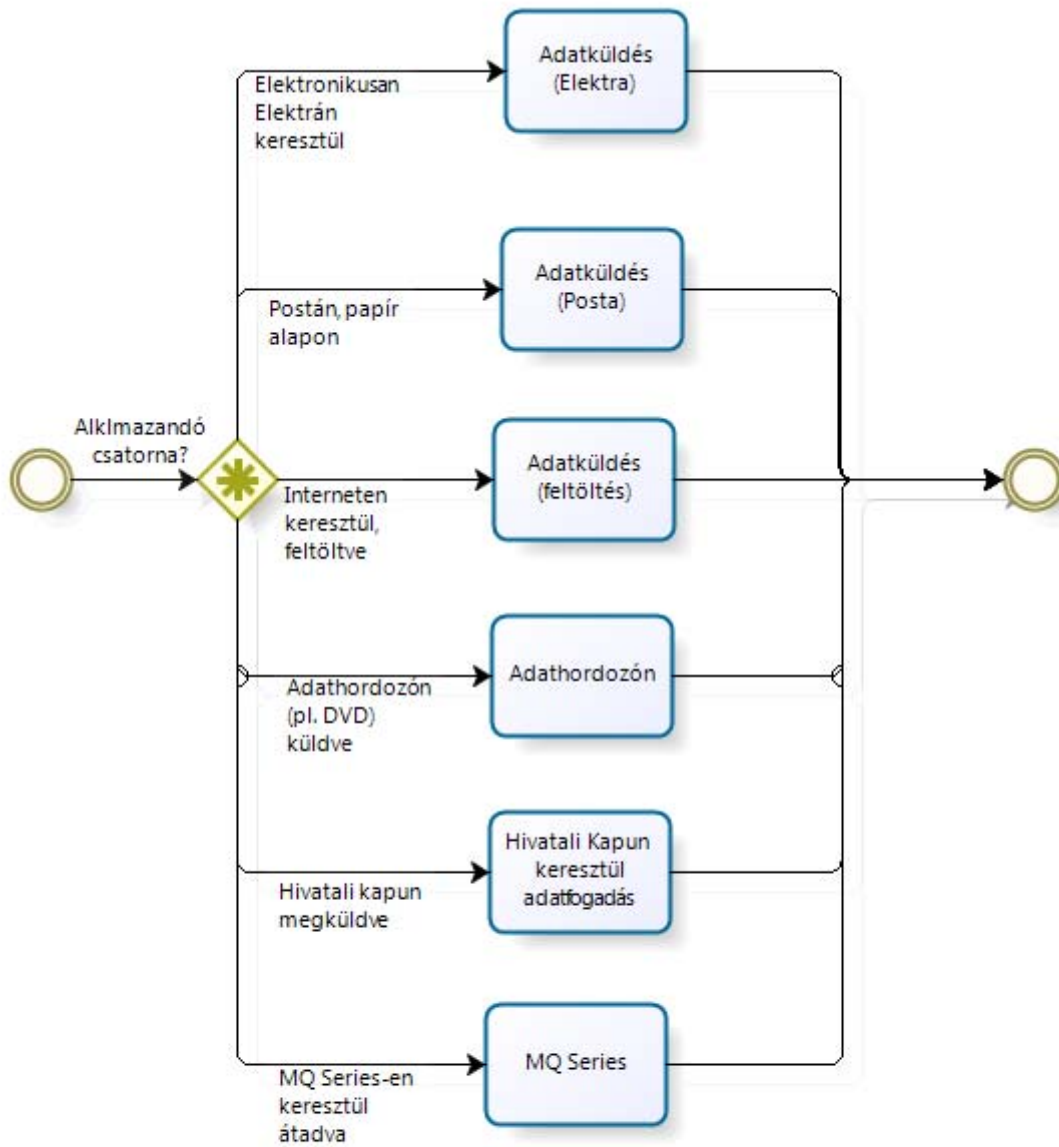 Adatküldés
(Elektra)
Elektronikusan
Elektrán
keresztül
Adatküldés
(Posta)
Postán, papír
alapon
Alklmazandó
csatorna?
Adatküldés
(feltöltés)
Interneten
keresztül,
feltöltve
Adathordozón
Adathordozón
(pl. DVD)
küldve
Hivatali Kapun
keresztül
adatfogadás
Hivatali kapun
megküldve
MQ Series
MQ Series-en
keresztül
átadva